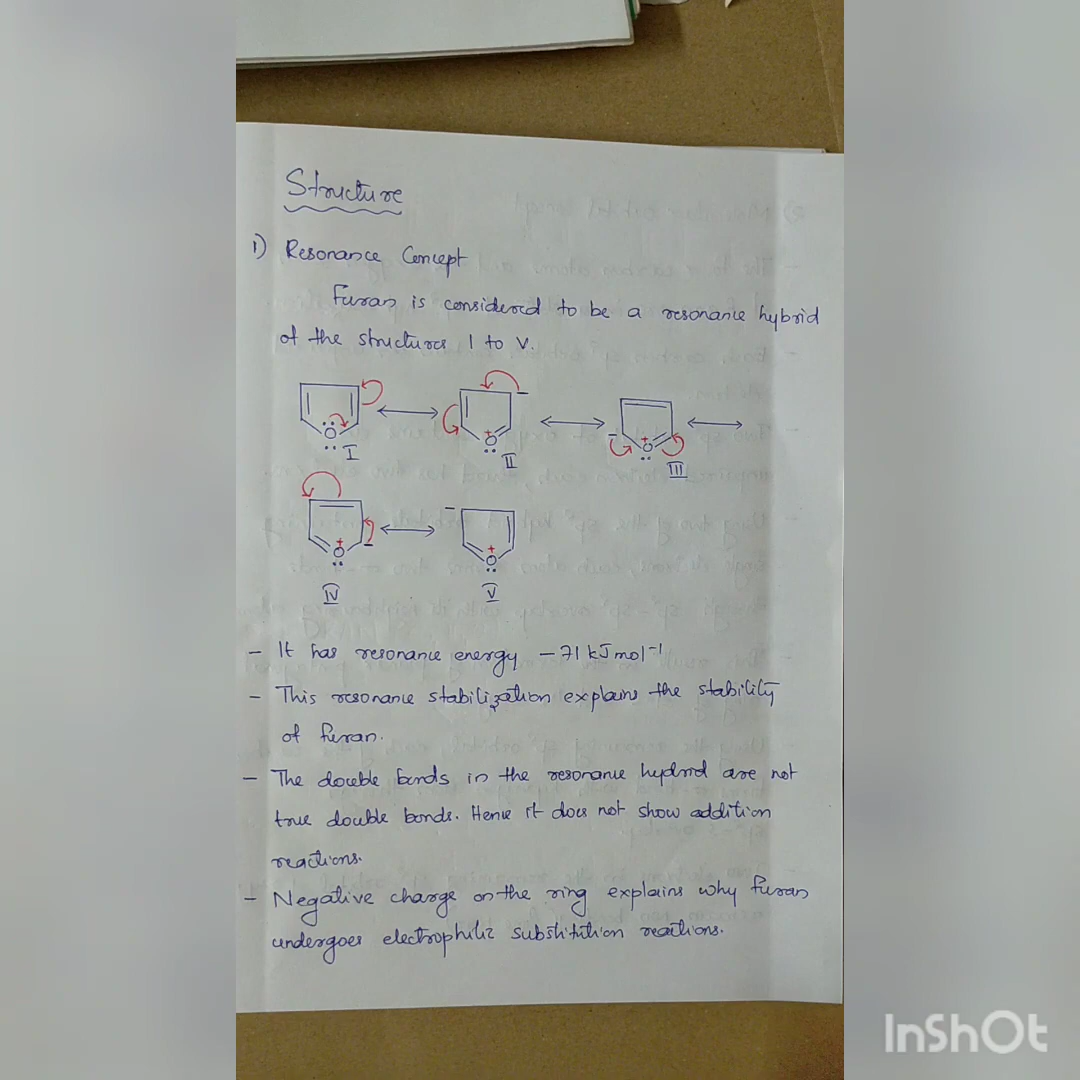 Structure
1) Resonance Concept
Furan is considered to be a resonance hybrid
of the structures I to V.
I
II
III
IV
V
- It has resonance energy - 71 kJ mol⁻¹
- This resonance stabilization explains the stability
of furan.
- The double bonds in the resonance hydrid are not
true double bonds. Hence it does not show addition
reactions.
- Negative charge on the ring explains why furan
undergoes electrophilic substitution reactions.
InShOt